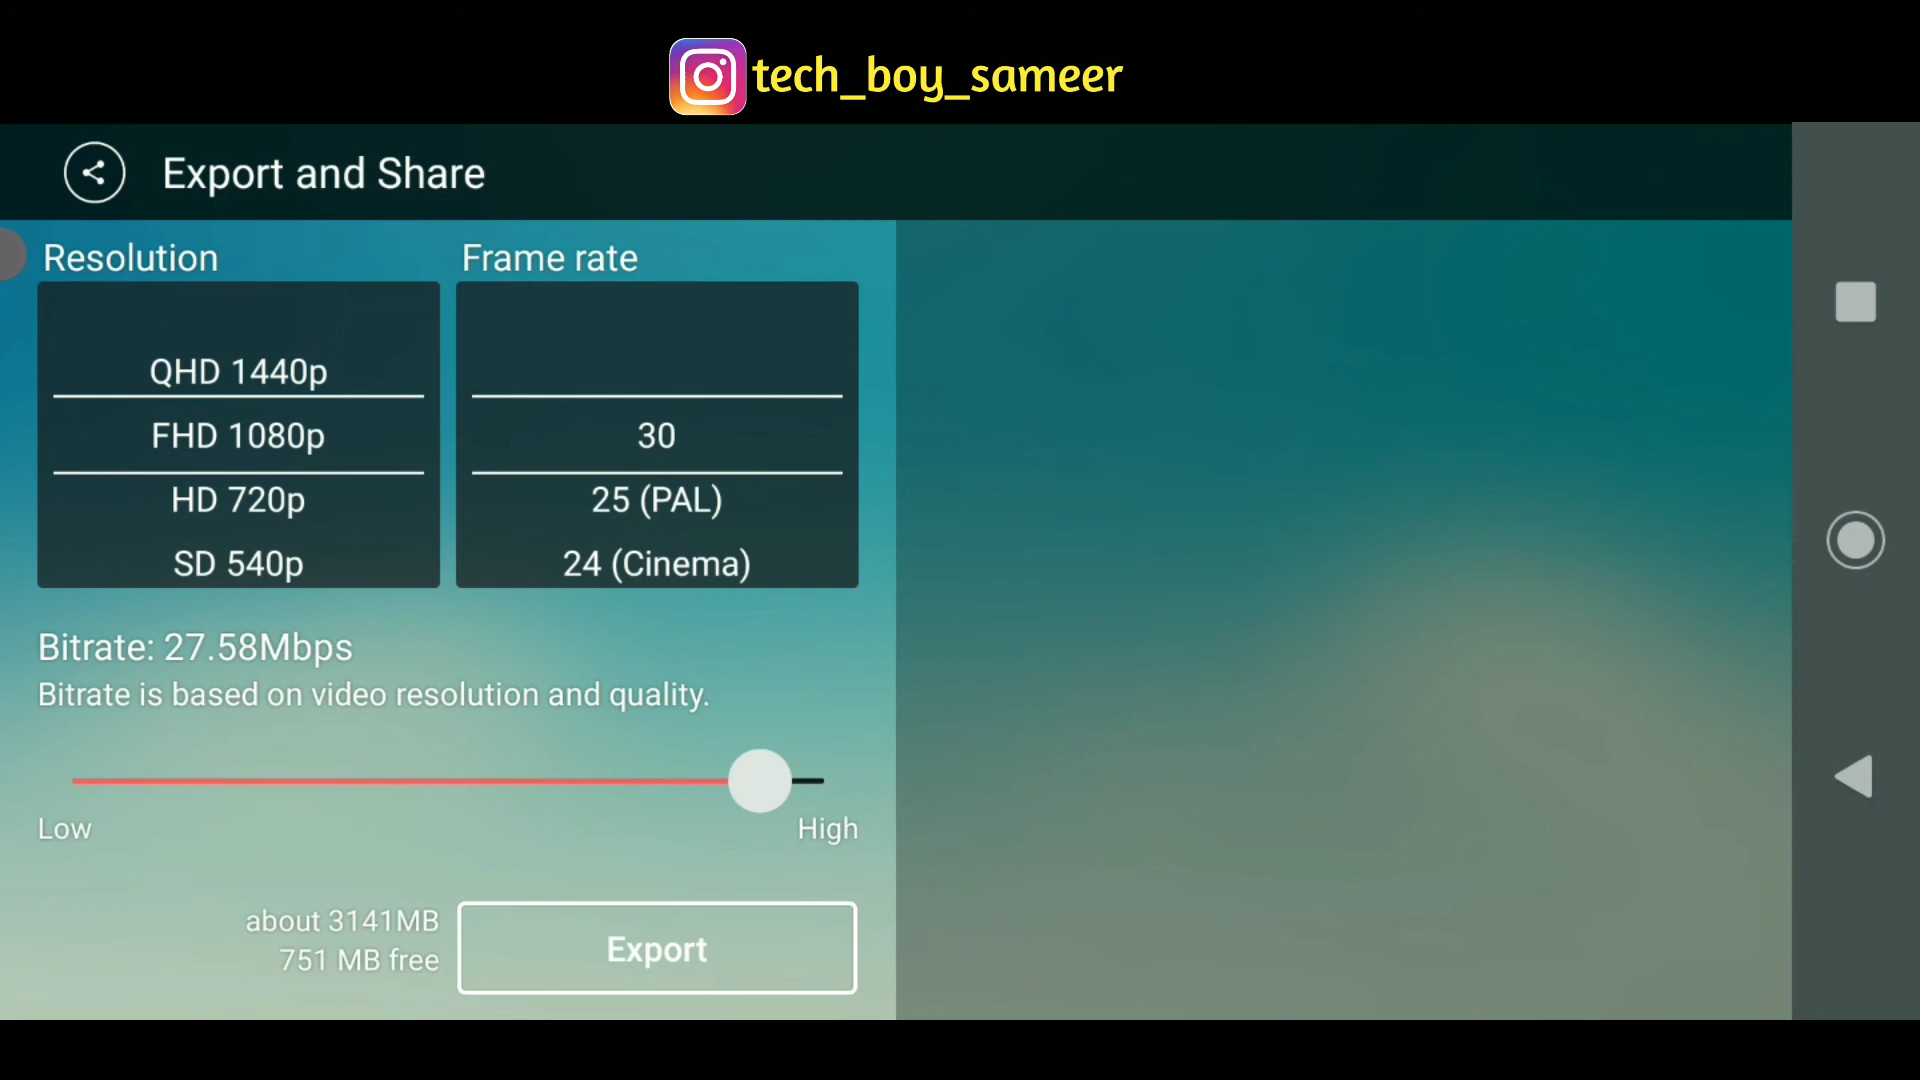 tech_boy_sameer
Export and Share
Resolution
Frame rate
QHD 1440p
FHD 1080p
HD 720p
SD 540p
30
25 (PAL)
24 (Cinema)
Bitrate: 27.58Mbps
Bitrate is based on video resolution and quality.
Low
High
about 3141MB
751 MB free
Export